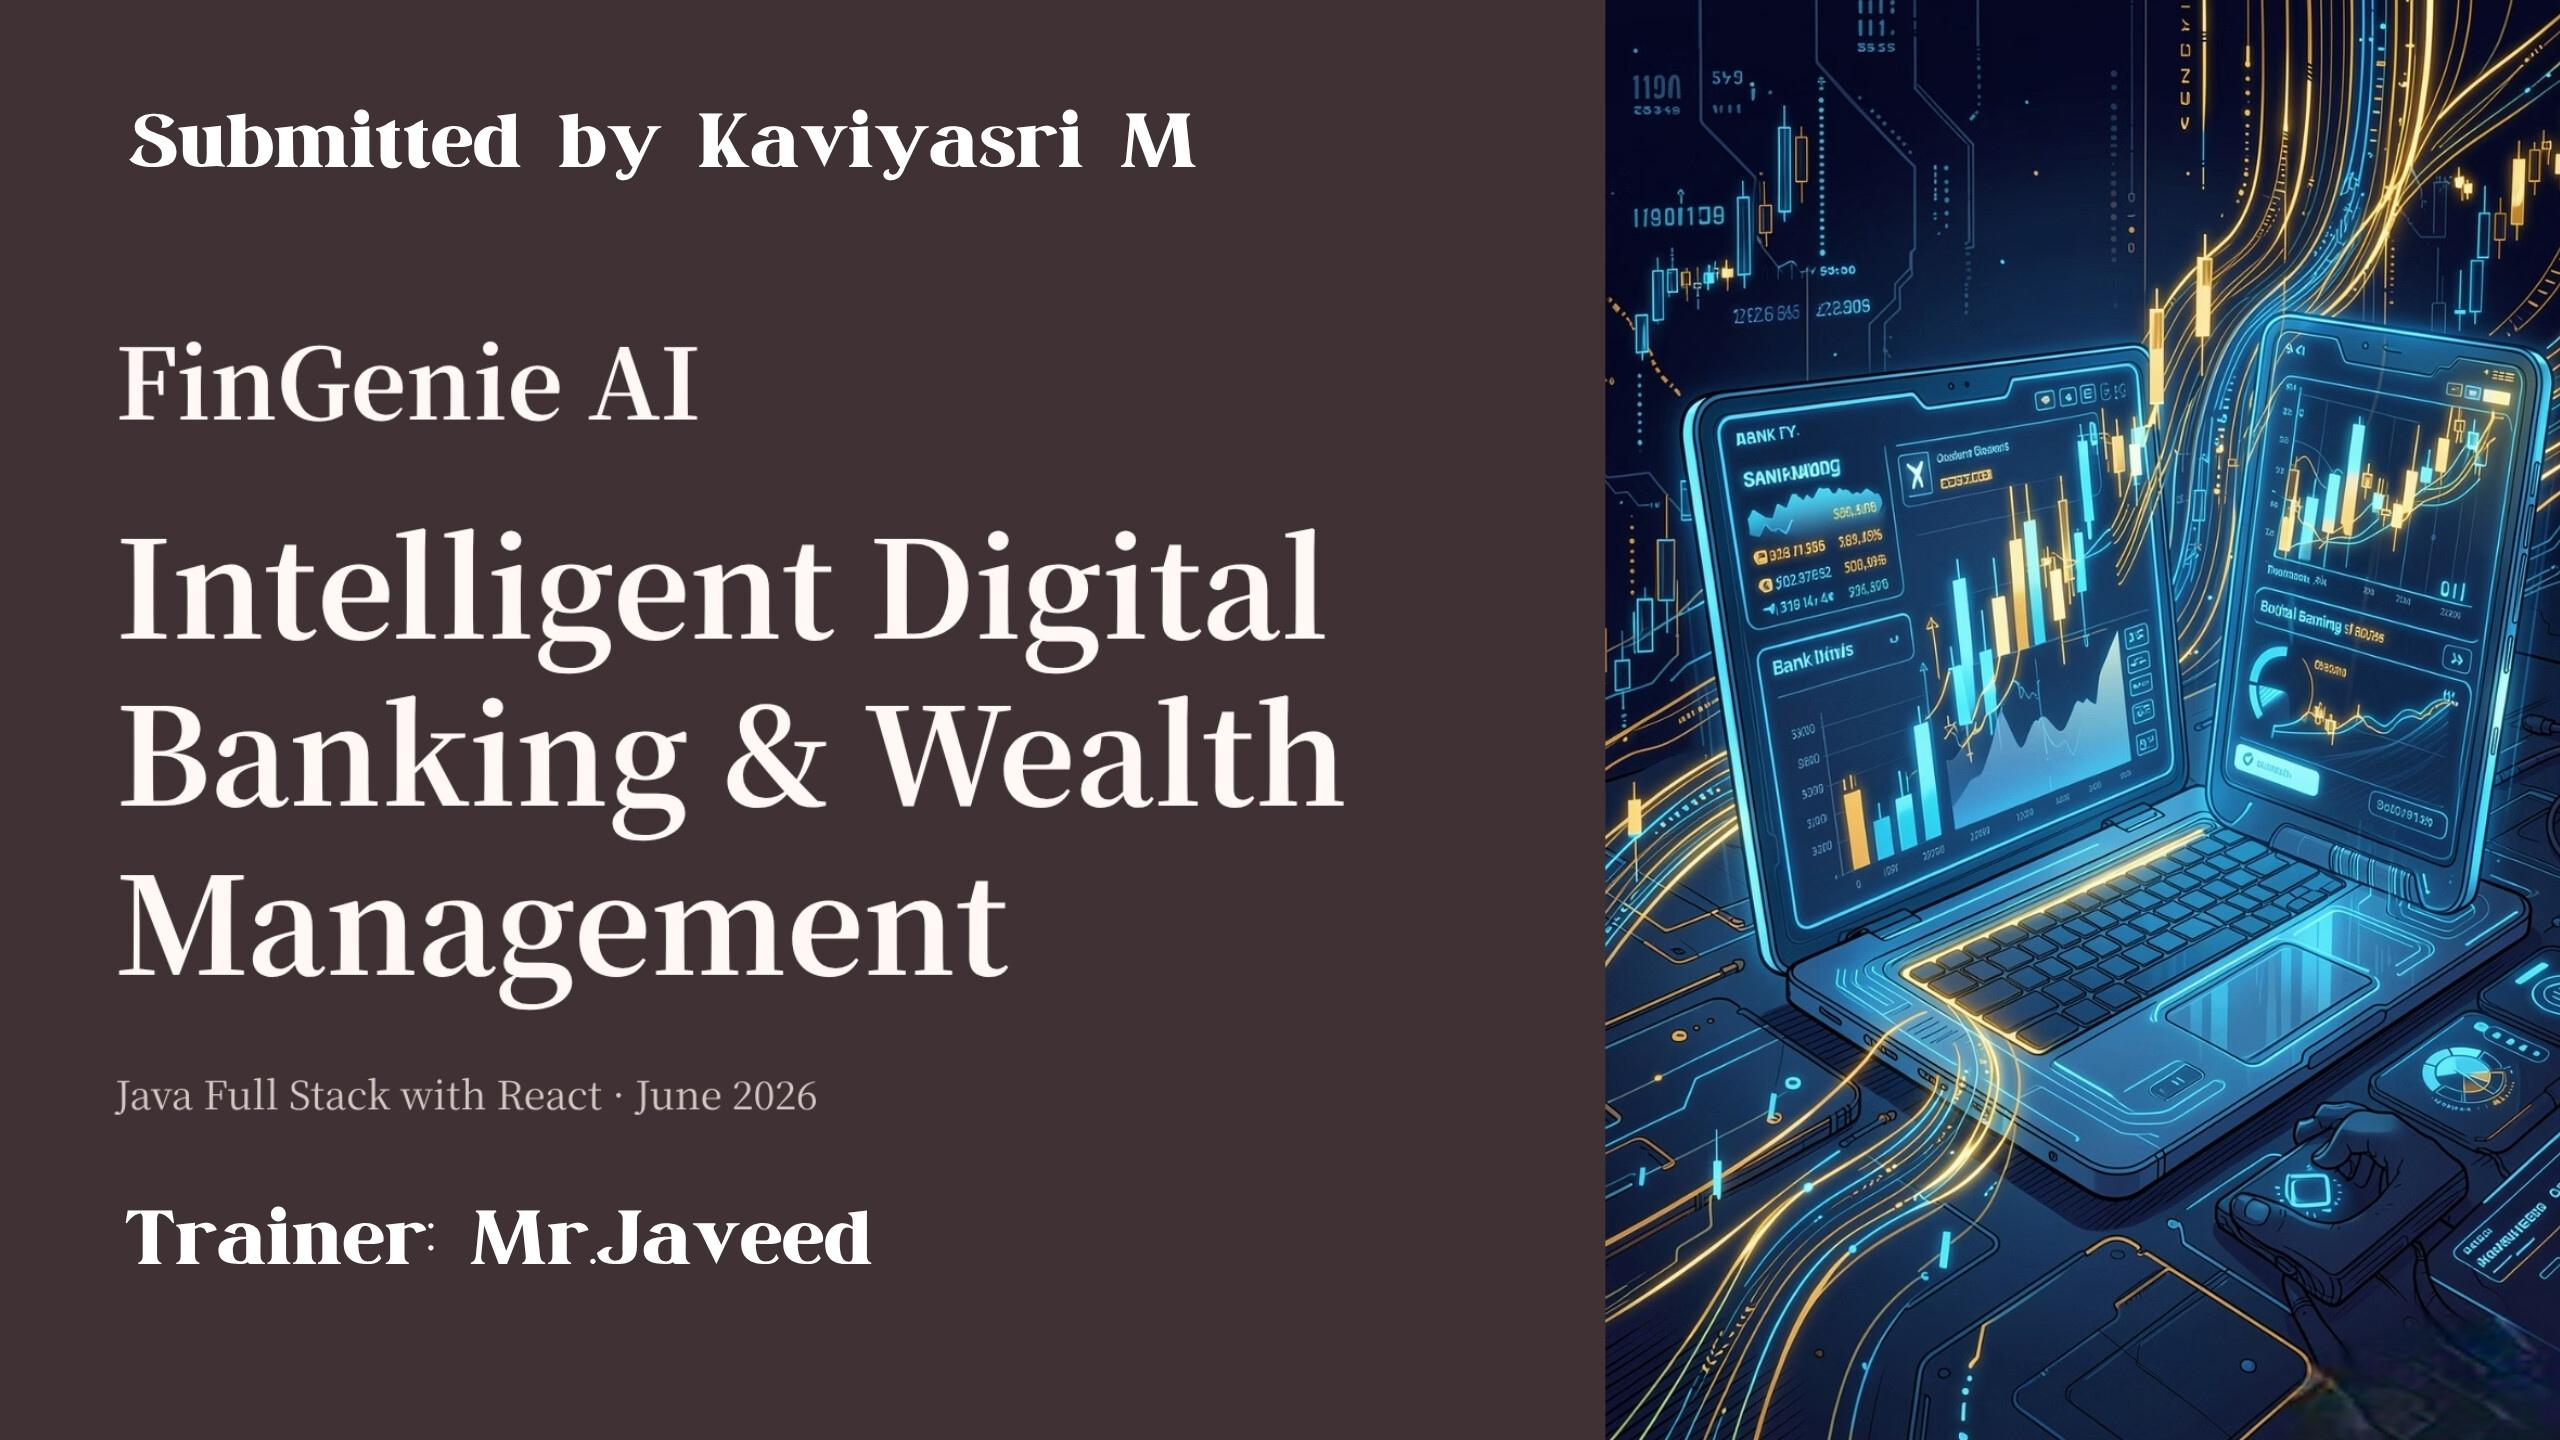 Submitted by Kaviyasri M
FinGenie AI
Intelligent Digital
Banking & Wealth
Management
Java Full Stack with React · June 2026
Trainer: Mr.Javeed